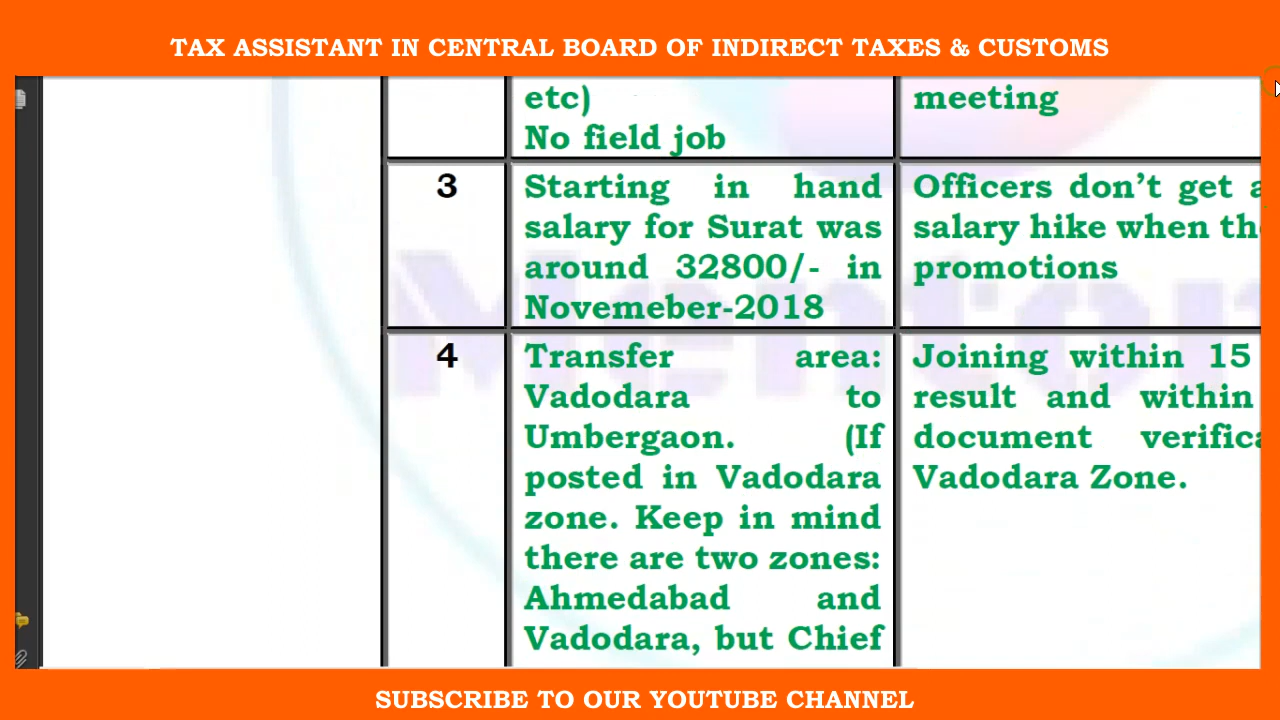 TAX ASSISTANT IN CENTRAL BOARD OF INDIRECT TAXES & CUSTOMS
etc)
No field job
meeting
3
Starting in hand
salary for Surat was
around 32800/- in
Novemeber-2018
Officers don't get a
salary hike when
promotions
4
Transfer area:
Vadodara to
Umbergaon. (If
posted in Vadodara
zone. Keep in mind
there are two zones:
Ahmedabad and
Vadodara, but Chief
Joining within 15
result and within
document
Vadodara Zone.
SUBSCRIBE TO OUR YOUTUBE CHANNEL